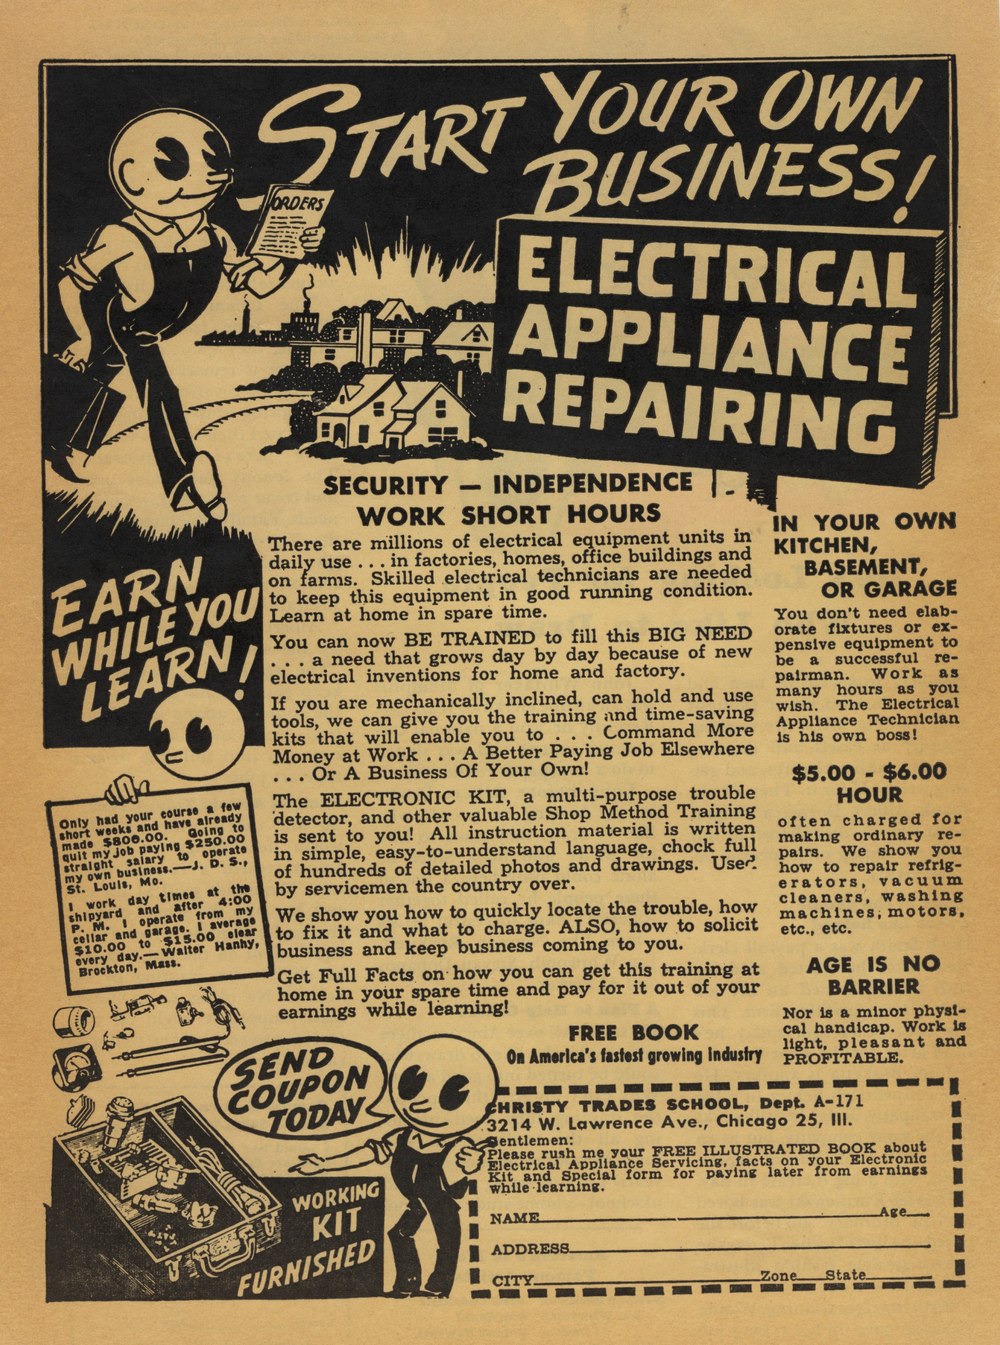 START YOUR OWN
BUSINESS!
ORDERS
ELECTRICAL
APPLIANCE
REPAIRING
SECURITY — INDEPENDENCE
WORK SHORT HOURS
There are millions of electrical equipment units in
daily use . . . in factories, homes, office buildings and
on farms. Skilled electrical technicians are needed
to keep this equipment in good running condition.
Learn at home in spare time.
You can now BE TRAINED to fill this BIG NEED
. . . a need that grows day by day because of new
electrical inventions for home and factory.
If you are mechanically inclined, can hold and use
tools, we can give you the training and time-saving
kits that will enable you to . . . Command More
Money at Work . . . A Better Paying Job Elsewhere
. . . Or A Business Of Your Own!
The ELECTRONIC KIT, a multi-purpose trouble
detector, and other valuable Shop Method Training
is sent to you! All instruction material is written
in simple, easy-to-understand language, chock full
of hundreds of detailed photos and drawings. Used
by servicemen the country over.
We show you how to quickly locate the trouble, how
to fix it and what to charge. ALSO, how to solicit
business and keep business coming to you.
Get Full Facts on how you can get this training at
home in your spare time and pay for it out of your
earnings while learning!
FREE BOOK
On America's fastest growing Industry
IN YOUR OWN
KITCHEN,
BASEMENT,
OR GARAGE
You don't need elab-
orate fixtures or ex-
pensive equipment to
be a successful re-
pairman. Work as
many hours as you
wish. The Electrical
Appliance Technician
is his own boss!
$5.00 - $6.00
HOUR
often charged for
making ordinary re-
pairs. We show you
how to repair refrig-
erators, vacuum
cleaners, washing
machines, motors,
etc., etc.
AGE IS NO
BARRIER
Nor is a minor physi-
cal handicap. Work is
light, pleasant and
PROFITABLE.
EARN
WHILE YOU
LEARN!
Only had your course a few
short weeks and have already
made $800.00. Going to
quit my job paying $250.00
straight salary to operate
my own business.—J. D. S.,
St. Louis, Mo.
I work day times at the
shipyard and after 4:00
P. M. I operate from my
cellar and garage. I average
$10.00 to $15.00 clear
every day.—Walter Hanhy,
Brockton, Mass.
SEND
COUPON
TODAY
WORKING
KIT
FURNISHED
CHRISTY TRADES SCHOOL, Dept. A-171
3214 W. Lawrence Ave., Chicago 25, Ill.
Gentlemen:
Please rush me your FREE ILLUSTRATED BOOK about
Electrical Appliance Servicing, facts on your Electronic
Kit and Special form for paying later from earnings
while learning.
NAME Age
ADDRESS
CITY Zone State